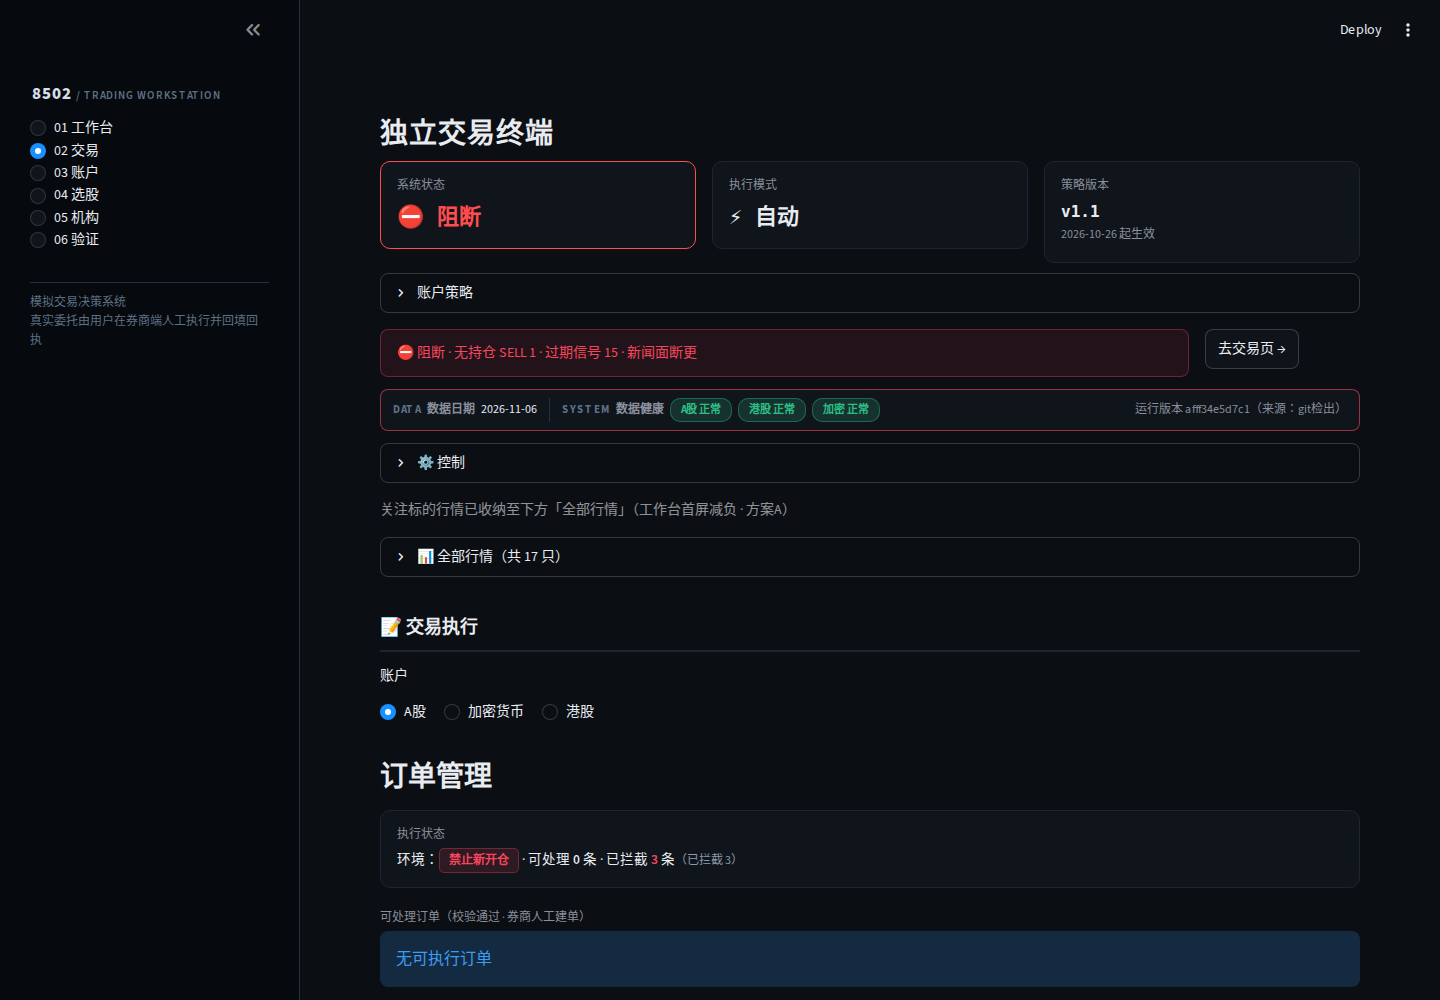 Deploy
8502 / TRADING WORKSTATION
01 工作台
02 交易
03 账户
04 选股
05 机构
06 验证
模拟交易决策系统
真实委托由用户在券商端人工执行并回填回
执
独立交易终端
系统状态
⛔ 阻断
执行模式
⚡ 自动
策略版本
v1.1
2026-10-26 起生效
账户策略
⛔ 阻断 · 无持仓 SELL 1 · 过期信号 15 · 新闻面断更
去交易页 →
DATA 数据日期 2026-11-06 SYSTEM 数据健康 A股 正常 港股 正常 加密 正常 运行版本 afff34e5d7c1（来源：git检出）
⚙️ 控制
关注标的行情已收纳至下方「全部行情」（工作台首屏减负 · 方案A）
📊 全部行情（共 17 只）
📝 交易执行
账户
A股 加密货币 港股
订单管理
执行状态
环境： 禁止新开仓 · 可处理 0 条 · 已拦截 3 条（已拦截 3）
可处理订单（校验通过 · 券商人工建单）
无可执行订单